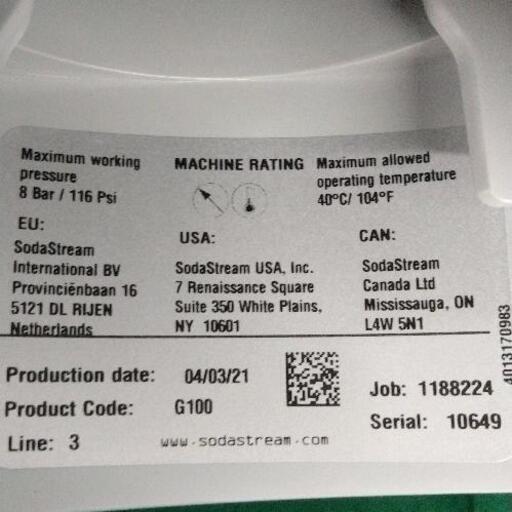 Maximum working
pressure
8 Bar / 116 Psi
MACHINE RATING
Maximum allowed
operating temperature
40°C/ 104°F
EU:
SodaStream
International BV
Provinciënbaan 16
5121 DL RIJEN
Netherlands
USA:
SodaStream USA, Inc.
7 Renaissance Square
Suite 350 White Plains,
NY 10601
CAN:
SodaStream
Canada Ltd
Mississauga, ON
L4W 5N1
4013170983
Production date: 04/03/21
Product Code: G100
Line: 3
www.sodastream.com
Job: 1188224
Serial: 10649